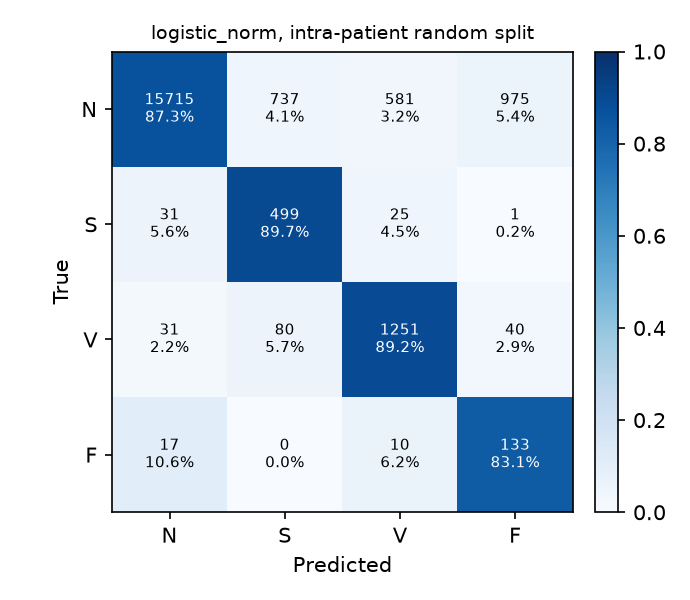 logistic_norm, intra-patient random split
True
N
15715 737 581 975
87.3% 4.1% 3.2% 5.4%
S
31 499 25 1
5.6% 89.7% 4.5% 0.2%
V
31 80 1251 40
2.2% 5.7% 89.2% 2.9%
F
17 0 10 133
10.6% 0.0% 6.2% 83.1%
N S V F
Predicted
1.0
0.8
0.6
0.4
0.2
0.0